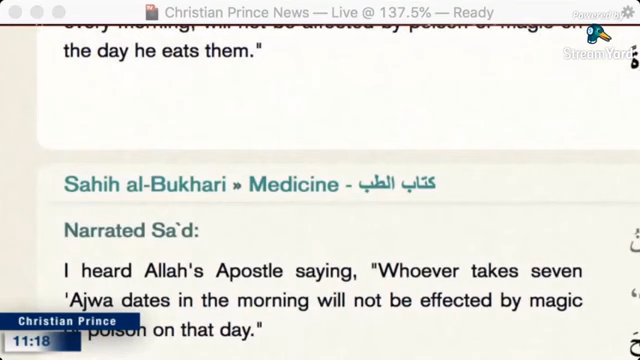 Christian Prince News — Live @ 137.5% — Ready
Powered by
StreamYard
the day he eats them."
Sahih al-Bukhari » Medicine - كتاب الطب
Narrated Sa`d:
I heard Allah's Apostle saying, "Whoever takes seven
'Ajwa dates in the morning will not be effected by magic
or poison on that day."
Christian Prince
11:18